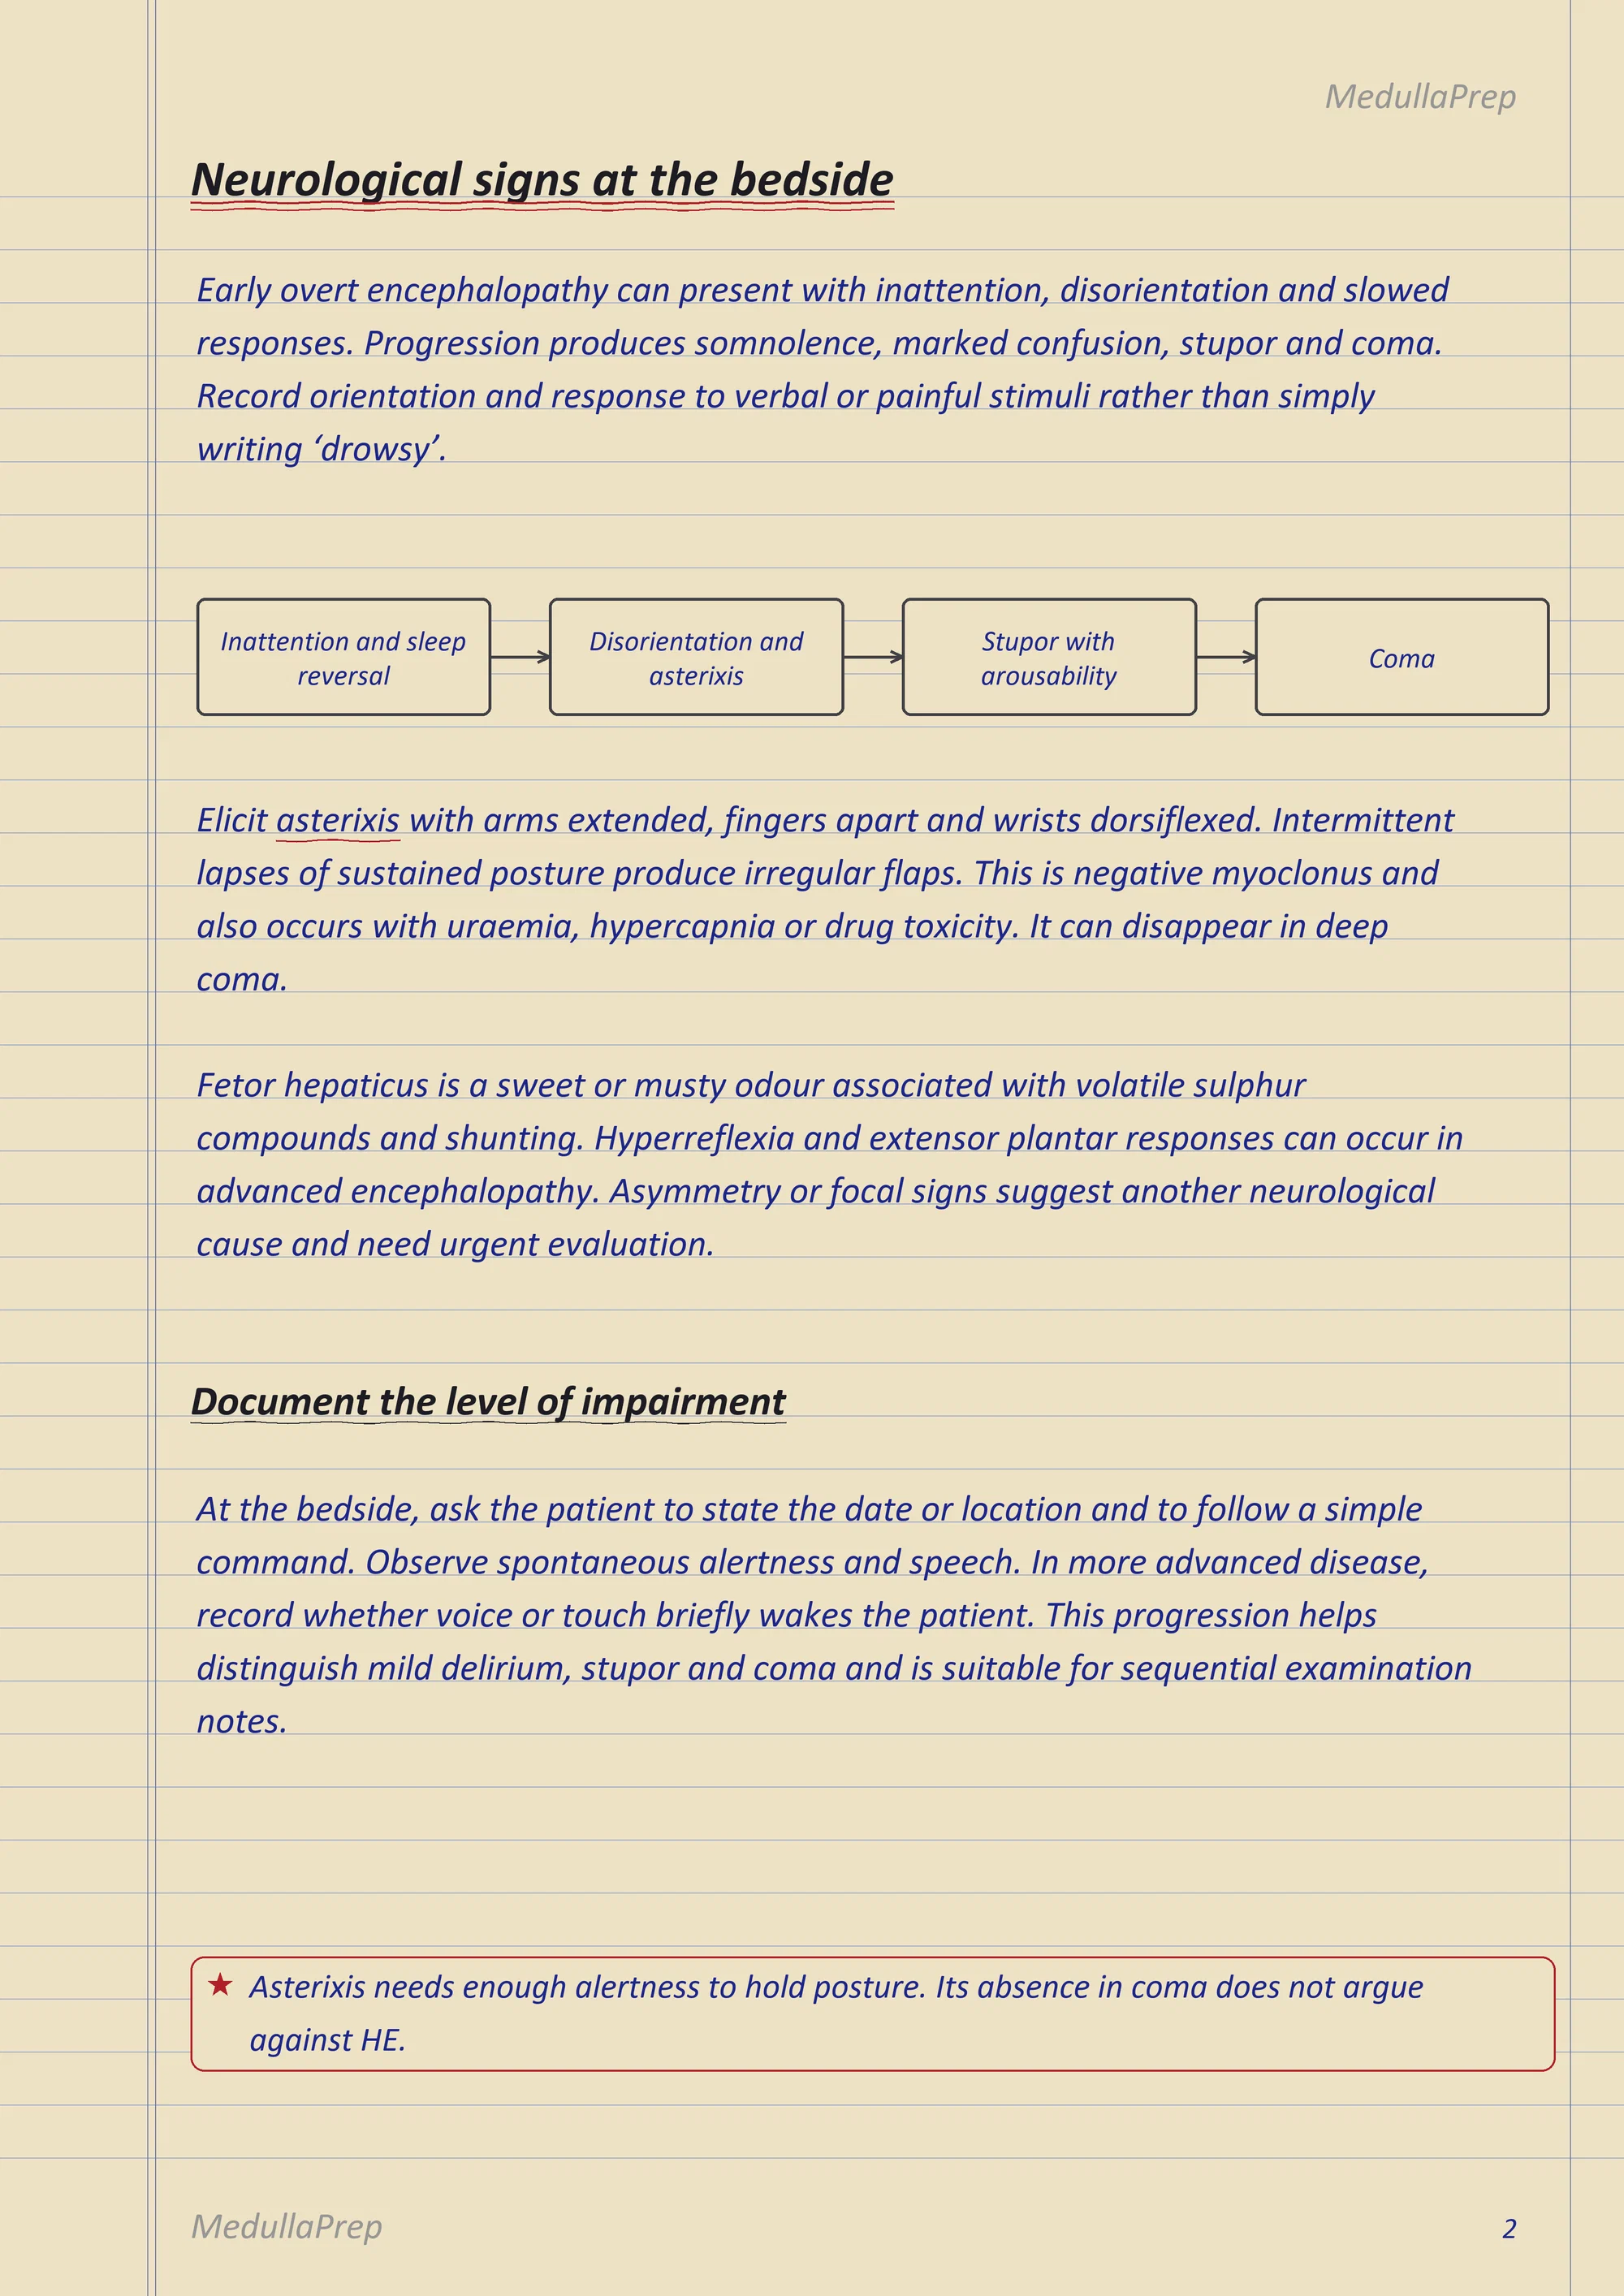 MedullaPrep
Neurological signs at the bedside
Early overt encephalopathy can present with inattention, disorientation and slowed
responses. Progression produces somnolence, marked confusion, stupor and coma.
Record orientation and response to verbal or painful stimuli rather than simply
writing ‘drowsy’.
Inattention and sleep
reversal
Disorientation and
asterixis
Stupor with
arousability
Coma
Elicit asterixis with arms extended, fingers apart and wrists dorsiflexed. Intermittent
lapses of sustained posture produce irregular flaps. This is negative myoclonus and
also occurs with uraemia, hypercapnia or drug toxicity. It can disappear in deep
coma.
Fetor hepaticus is a sweet or musty odour associated with volatile sulphur
compounds and shunting. Hyperreflexia and extensor plantar responses can occur in
advanced encephalopathy. Asymmetry or focal signs suggest another neurological
cause and need urgent evaluation.
Document the level of impairment
At the bedside, ask the patient to state the date or location and to follow a simple
command. Observe spontaneous alertness and speech. In more advanced disease,
record whether voice or touch briefly wakes the patient. This progression helps
distinguish mild delirium, stupor and coma and is suitable for sequential examination
notes.
★ Asterixis needs enough alertness to hold posture. Its absence in coma does not argue
against HE.
MedullaPrep
2